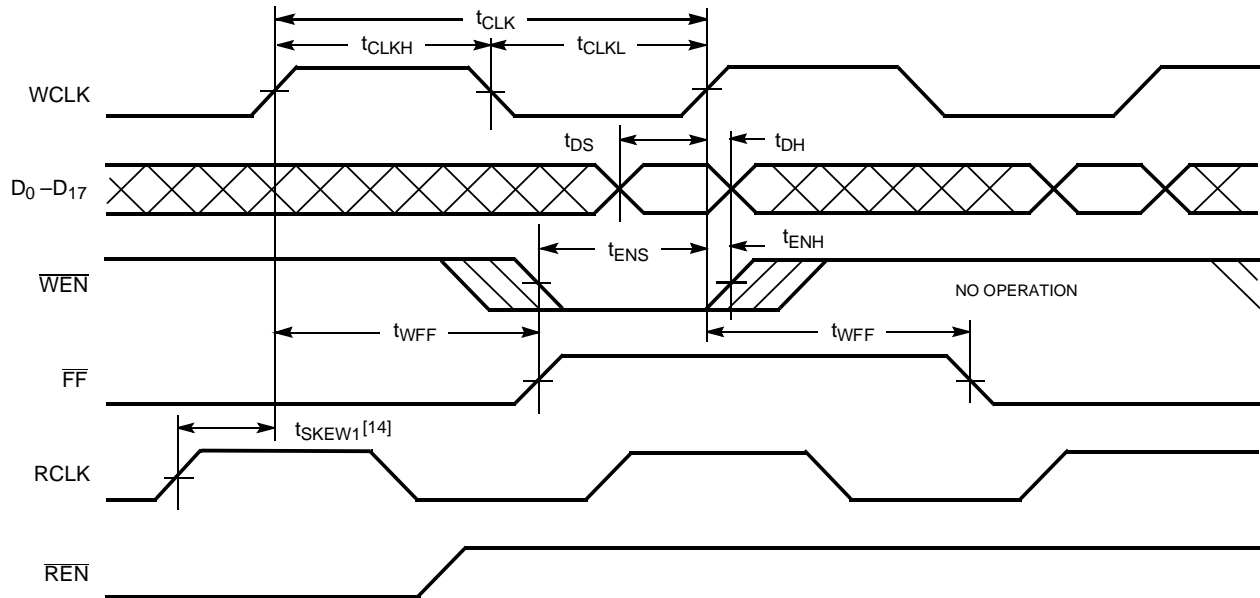 tCLK
tCLKH tCLKL
WCLK
tDS tDH
D0 –D17
tENS tENH
WEN
NO OPERATION
tWFF tWFF
FF
tSKEW1[14]
RCLK
REN